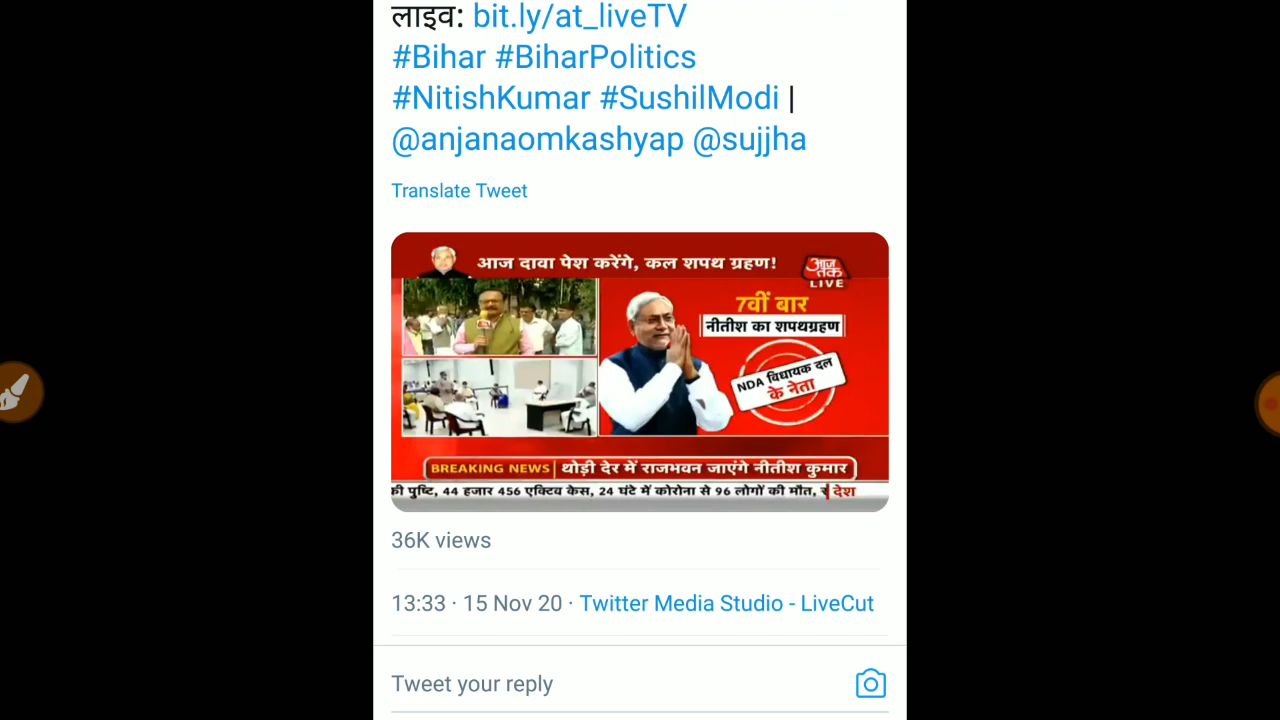 लाइव: bit.ly/at_liveTV
#Bihar #BiharPolitics
#NitishKumar #SushilModi |
@anjanaomkashyap @sujjha
Translate Tweet
आज दावा पेश करेंगे, कल शपथ ग्रहण!
आज तक
LIVE
7वीं बार
नीतीश का शपथग्रहण
NDA विधायक दल
के नेता
BREAKING NEWS थोड़ी देर में राजभवन जाएंगे नीतीश कुमार
की पुष्टि, 44 हजार 456 एक्टिव केस, 24 घंटे में कोरोना से 96 लोगों की मौत, देश
36K views
13:33 · 15 Nov 20 · Twitter Media Studio - LiveCut
Tweet your reply